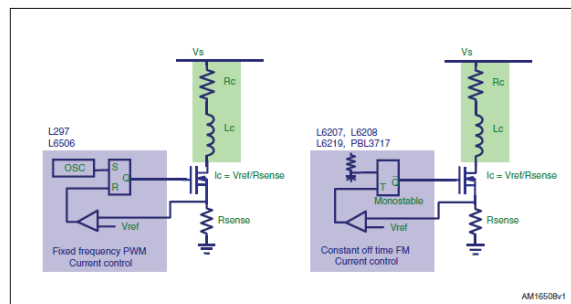 Vs
Rc
Lc
L297
L6506
OSC
S
Q
R
Ic = Vref/Rsense
Vref
Rsense
Fixed frequency PWM
Current control
Vs
Rc
Lc
L6207, L6208
L6219, PBL3717
T
Q
Monostable
Ic = Vref/Rsense
Vref
Rsense
Constant off time FM
Current control
AM16508v1